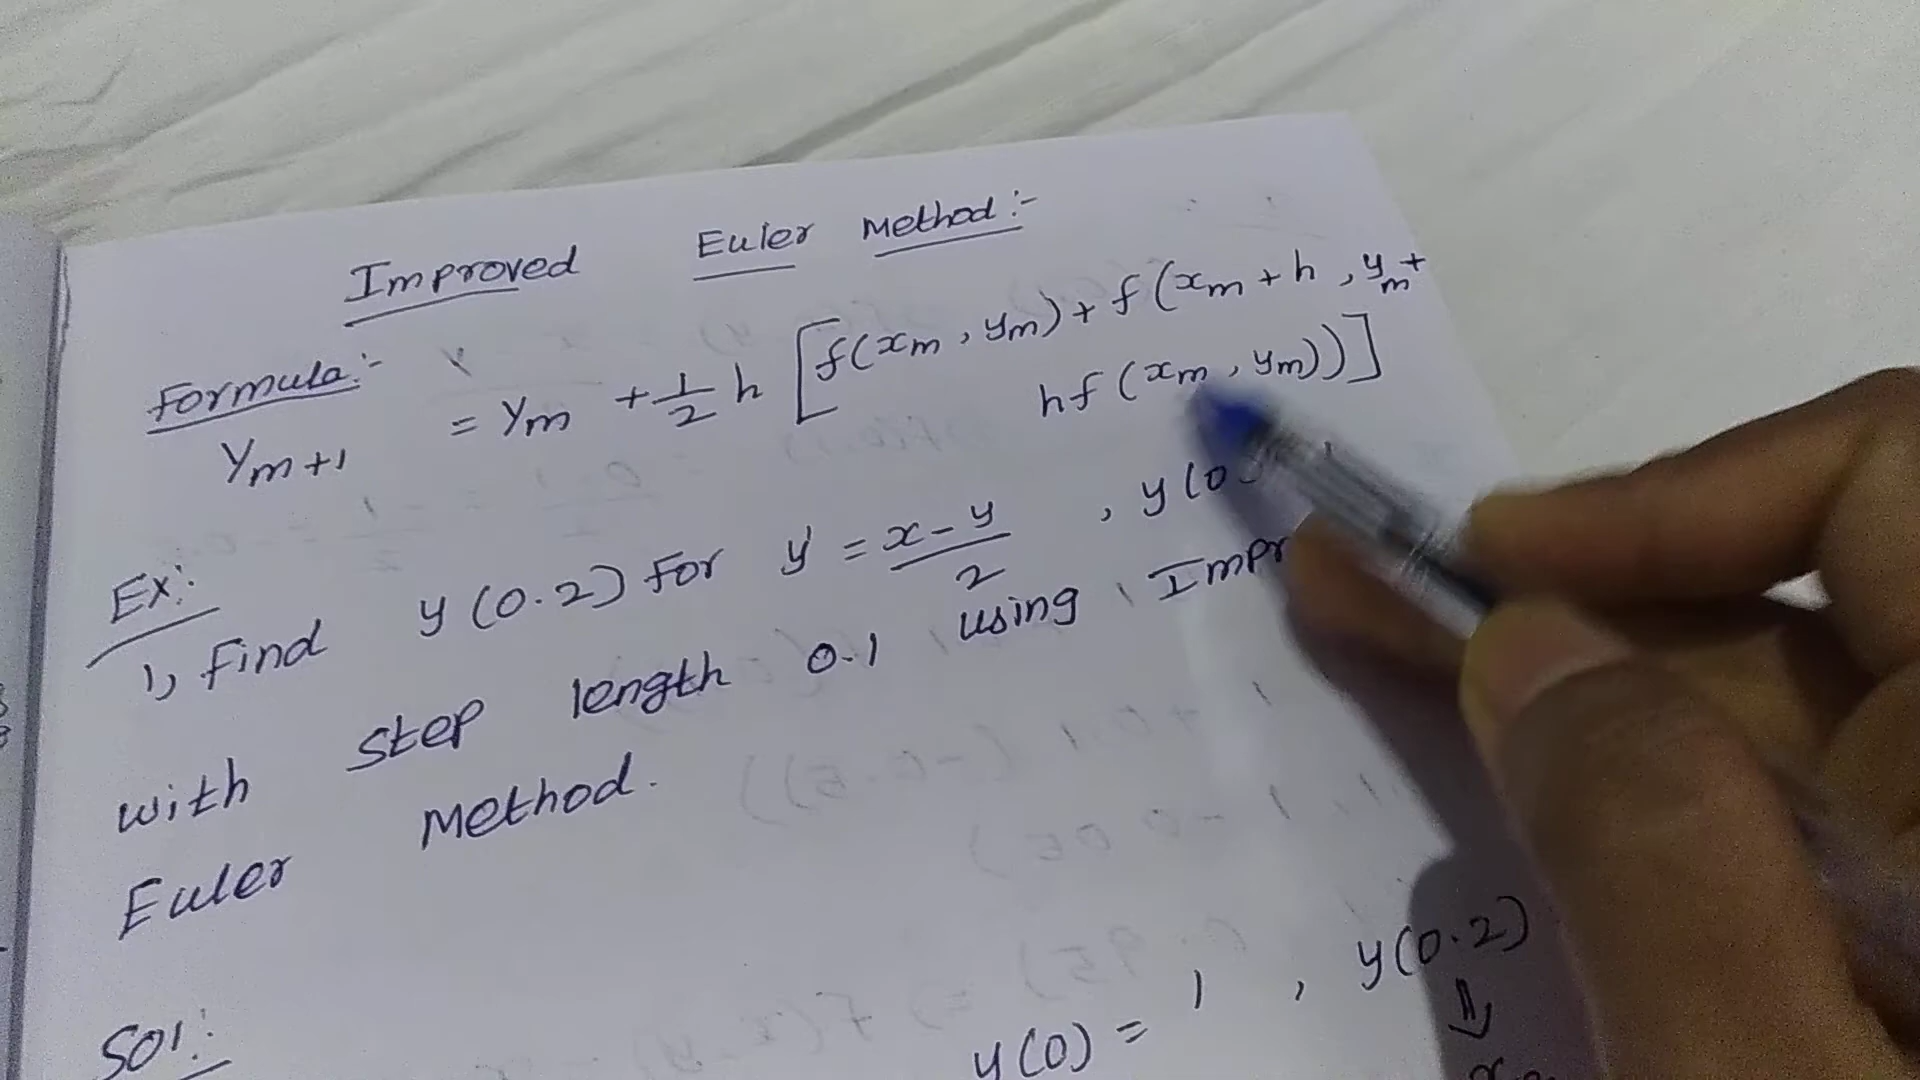 Improved Euler Method:-
Formula:-
Ym+1 = Ym + 1/2 h [f(xm, ym) + f(xm + h, ym +
hf(xm, ym))]
Ex:
1, Find y(0.2) For y' = x-y/2 , y(0
with step length 0.1 using Impr
Euler Method.
Sol:
y(0) = 1 , y(0.2)
⇓